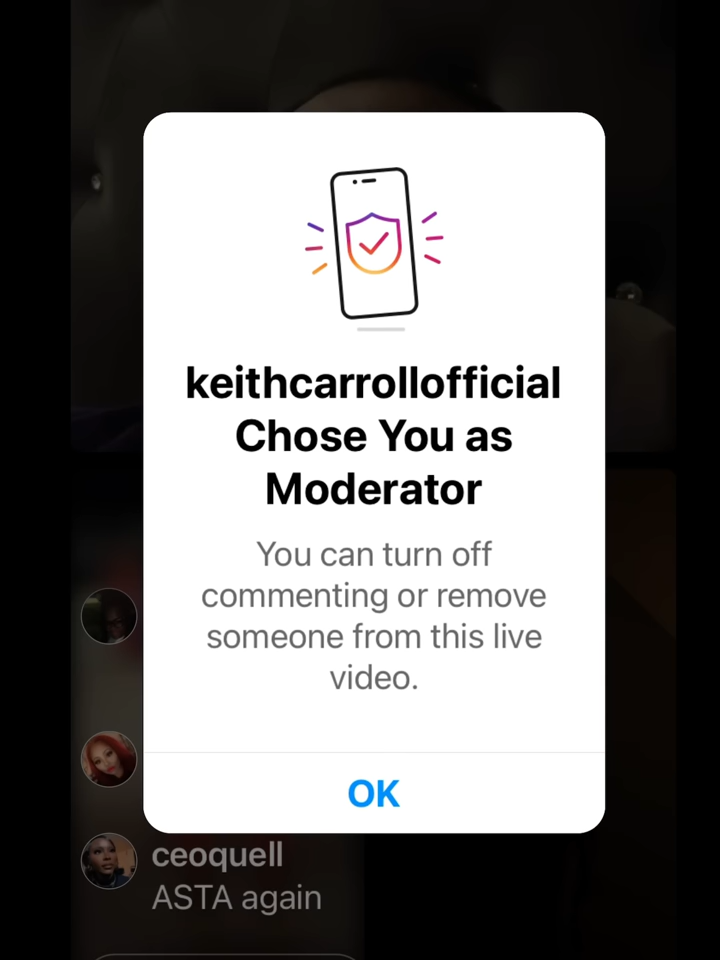 keithcarrollofficial
Chose You as
Moderator
You can turn off
commenting or remove
someone from this live
video.
OK
ceoquell
ASTA again